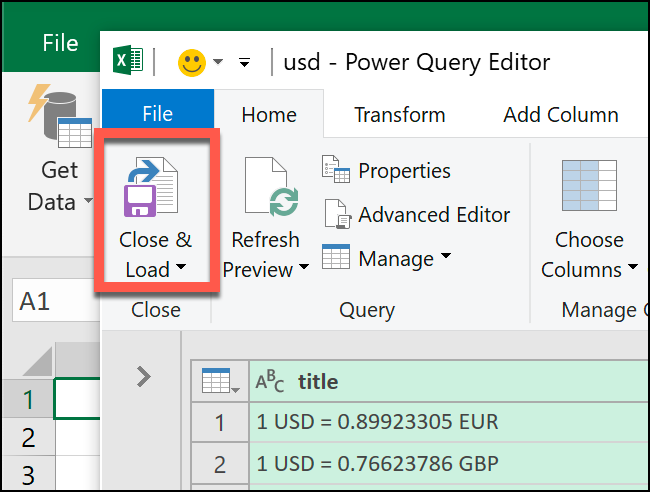 File
usd - Power Query Editor
File
Home
Transform
Add Column
Get
Data
Close &
Load
Refresh
Preview
Properties
Advanced Editor
Manage
Choose
Columns
A1
Close
Query
Manage
1
2
3
ABC title
1
1 USD = 0.89923305 EUR
2
1 USD = 0.76623786 GBP